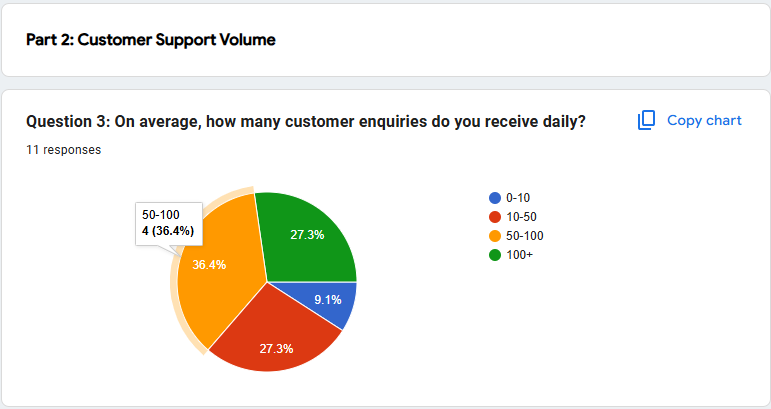 Part 2: Customer Support Volume
Question 3: On average, how many customer enquiries do you receive daily?
Copy chart
11 responses
50-100
4 (36.4%)
27.3%
36.4%
9.1%
27.3%
0-10
10-50
50-100
100+